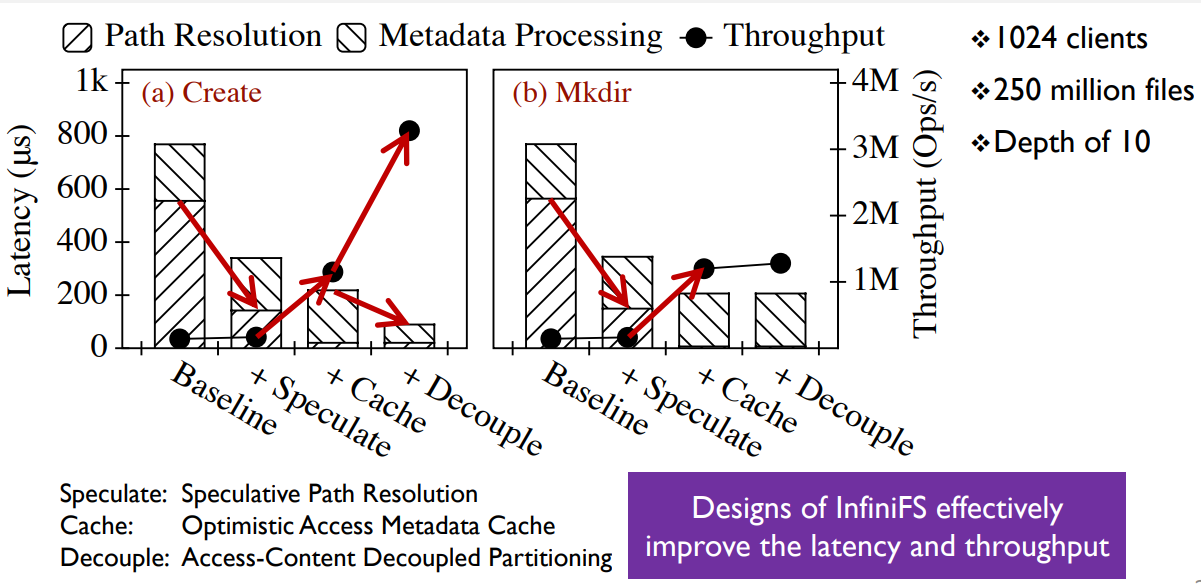 Path Resolution Metadata Processing Throughput
(a) Create
1k
800
600
400
200
0
Latency (μs)
Baseline
+ Speculate
+ Cache
+ Decouple
(b) Mkdir
4M
3M
2M
1M
Throughput (Ops/s)
Baseline
+ Speculate
+ Cache
+ Decouple
❖1024 clients
❖250 million files
❖Depth of 10
Speculate: Speculative Path Resolution
Cache: Optimistic Access Metadata Cache
Decouple: Access-Content Decoupled Partitioning
Designs of InfiniFS effectively
improve the latency and throughput